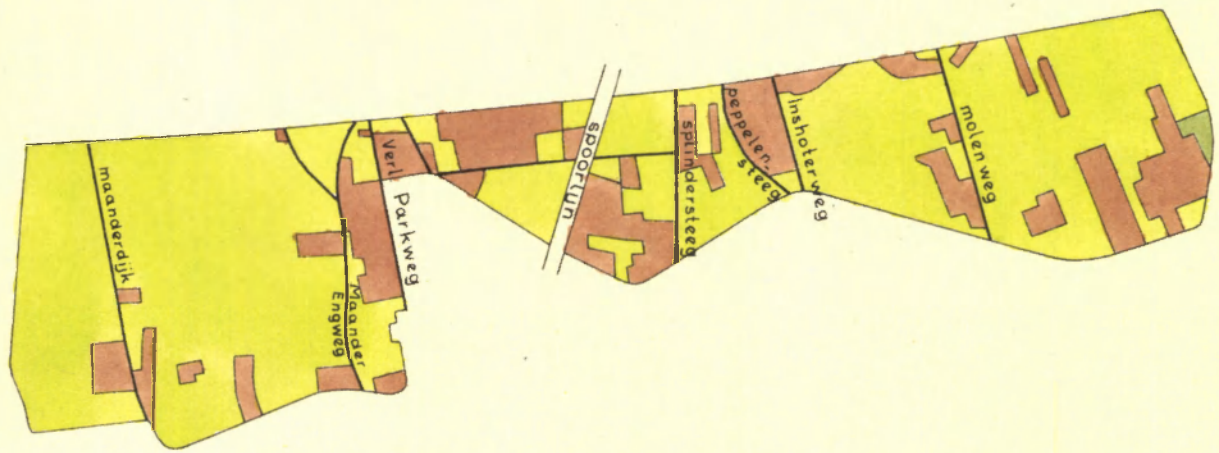 maanderdijk
Maander
Engweg
Verl. Parkweg
spoorlijn
splindersteeg
peppelen-
steeg
Inshoterweg
molenweg